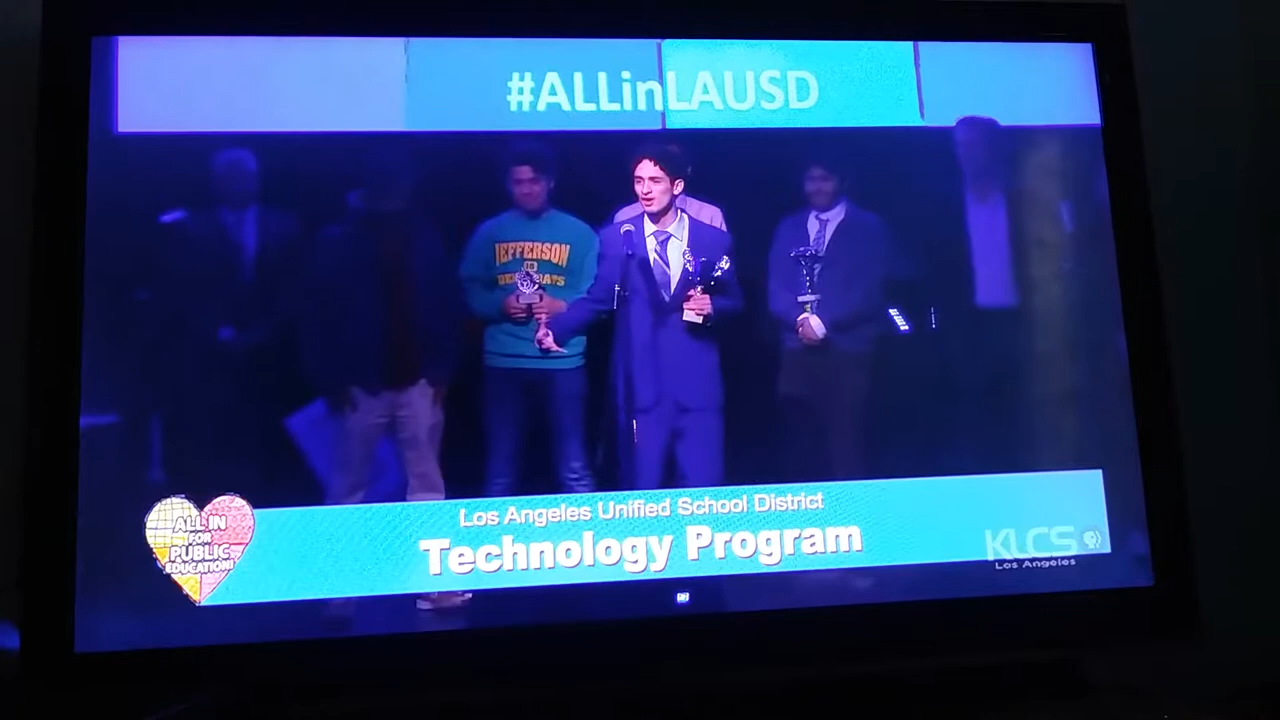 #ALLinLAUSD
JEFFERSON
Los Angeles Unified School District
Technology Program
ALL IN
FOR
PUBLIC
EDUCATION!
KLCS
Los Angeles